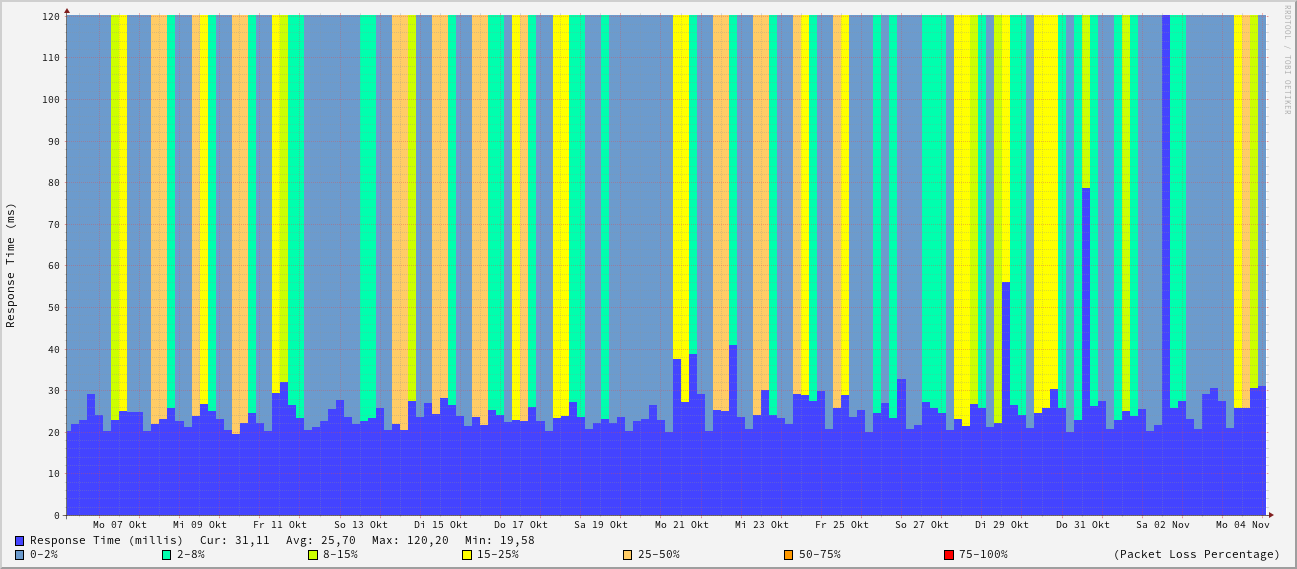 RRDTOOL / TOBI OETIKER
Response Time (ms)
120
110
100
90
80
70
60
50
40
30
20
10
0
Mo 07 Okt Mi 09 Okt Fr 11 Okt So 13 Okt Di 15 Okt Do 17 Okt Sa 19 Okt Mo 21 Okt Mi 23 Okt Fr 25 Okt So 27 Okt Di 29 Okt Do 31 Okt Sa 02 Nov Mo 04 Nov
Response Time (millis) Cur: 31,11 Avg: 25,70 Max: 120,20 Min: 19,58
0-2% 2-8% 8-15% 15-25% 25-50% 50-75% 75-100% (Packet Loss Percentage)